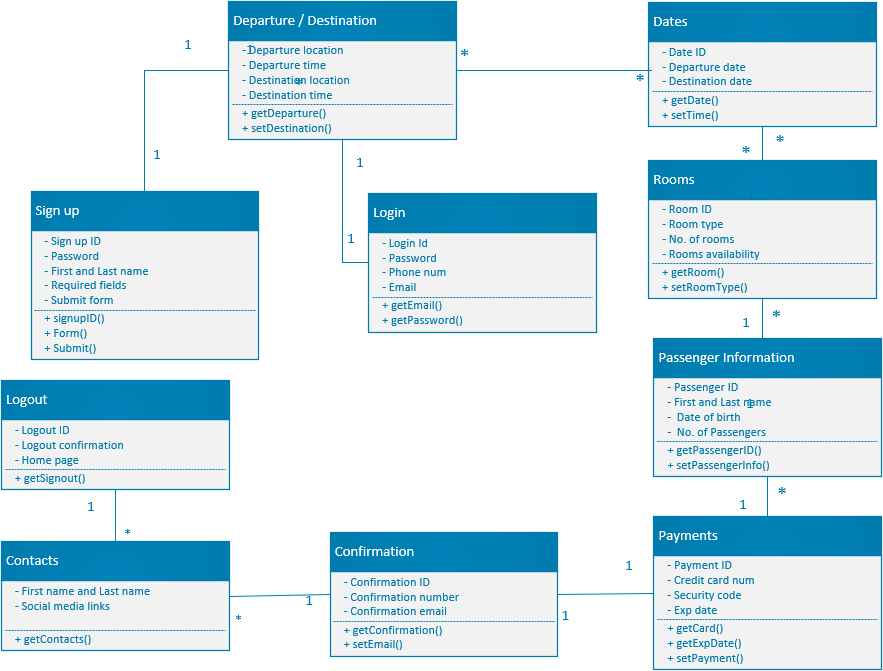 Departure / Destination
- Departure location
- Departure time
- Destination location
- Destination time
+ getDeparture()
+ setDestination()
1
1
*
*
1
1
1
*
Dates
- Date ID
- Departure date
- Destination date
+ getDate()
+ setTime()
*
*
Rooms
- Room ID
- Room type
- No. of rooms
- Rooms availability
+ getRoom()
+ setRoomType()
*
1
Sign up
- Sign up ID
- Password
- First and Last name
- Required fields
- Submit form
+ signupID()
+ Form()
+ Submit()
Login
- Login Id
- Password
- Phone num
- Email
+ getEmail()
+ getPassword()
Passenger Information
- Passenger ID
- First and Last name
- Date of birth
- No. of Passengers
+ getPassengerID()
+ setPassengerInfo()
1
*
1
Logout
- Logout ID
- Logout confirmation
- Home page
+ getSignout()
1
*
Contacts
- First name and Last name
- Social media links
+ getContacts()
*
1
Confirmation
- Confirmation ID
- Confirmation number
- Confirmation email
+ getConfirmation()
+ setEmail()
1
1
Payments
- Payment ID
- Credit card num
- Security code
- Exp date
+ getCard()
+ getExpDate()
+ setPayment()